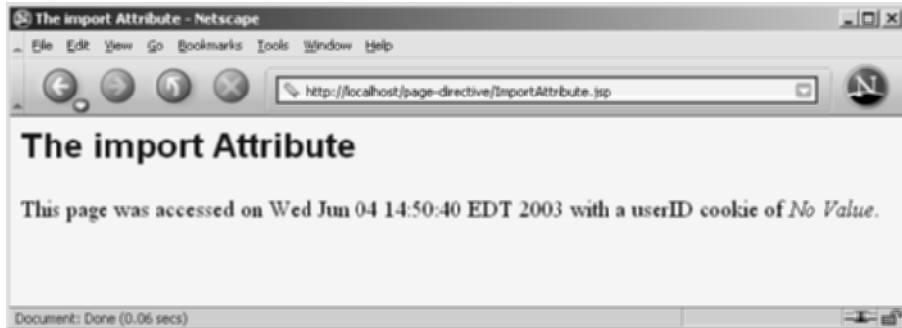 The import Attribute - Netscape
File Edit View Go Bookmarks Tools Window Help
http://localhost/page-directive/ImportAttribute.jsp
N
The import Attribute
This page was accessed on Wed Jun 04 14:50:40 EDT 2003 with a userID cookie of No Value.
Document: Done (0.06 secs)